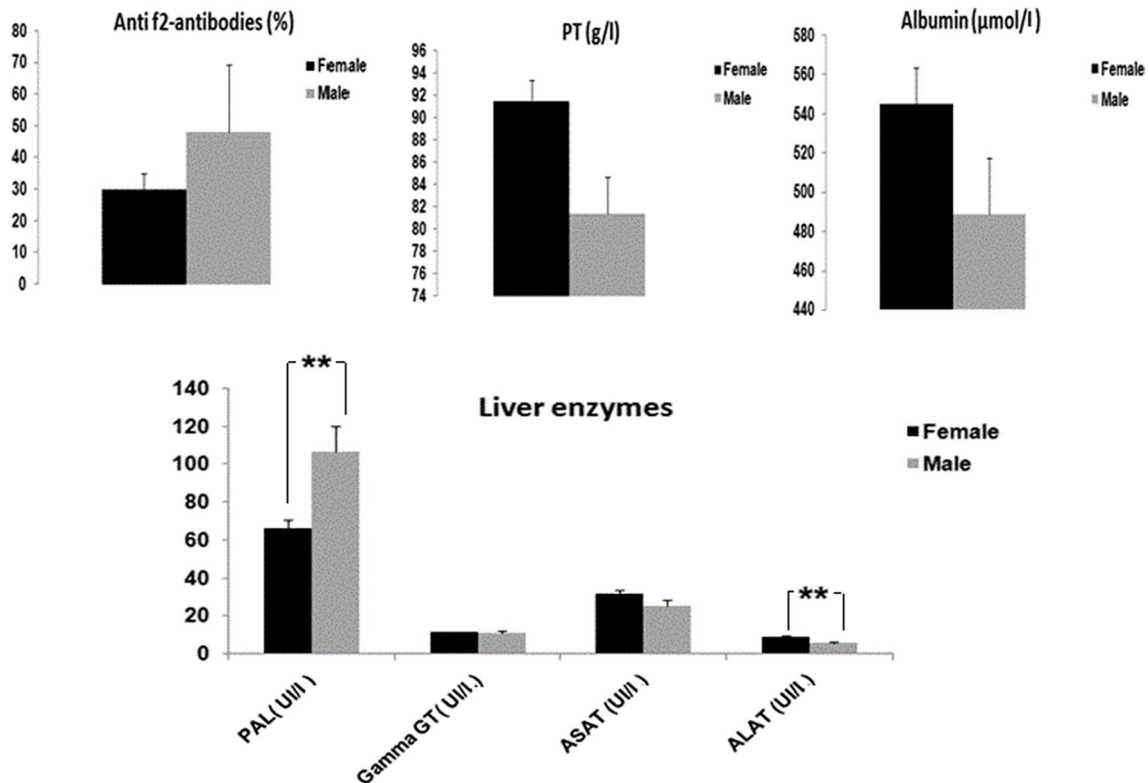 Anti f2-antibodies (%)
80
70
60
50
40
30
20
10
0
Female
Male
PT (g/l)
96
94
92
90
88
86
84
82
80
78
76
74
Female
Male
Albumin (µmol/l)
580
560
540
520
500
480
460
440
Female
Male
Liver enzymes
140
120
100
80
60
40
20
0
**
**
Female
Male
PAL( UI/l )
Gamma GT( UI/l.)
ASAT (UI/l )
ALAT (UI/l.)